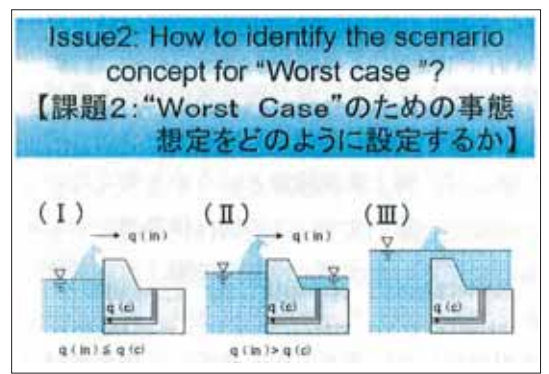 Issue2: How to identify the scenario
concept for "Worst case "?
【課題2:"Worst Case"のための事態
想定をどのように設定するか】
(Ⅰ) (Ⅱ) (Ⅲ)
q(in) q(in)
q(c) q(c) q(c)
q(in)≦q(c) q(in)>q(c)